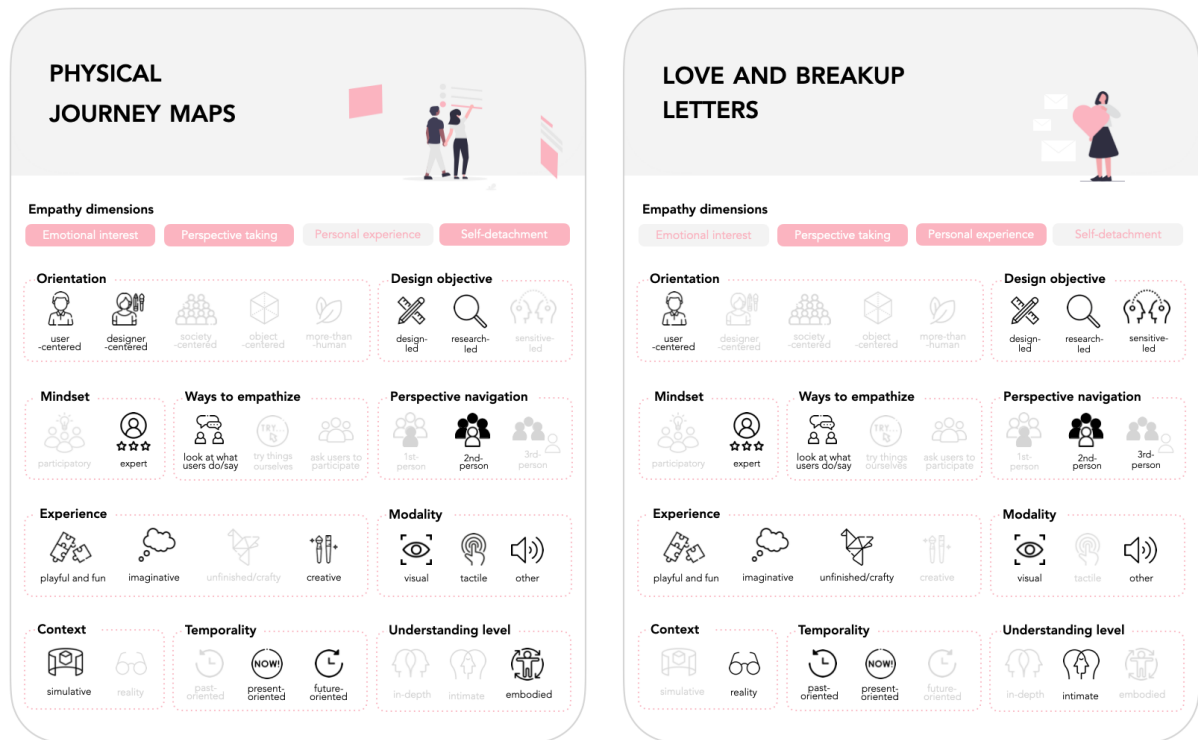 PHYSICAL
JOURNEY MAPS
Empathy dimensions
Emotional interest
Perspective taking
Personal experience
Self-detachment
Orientation
user
-centered
designer
-centered
society
-centered
object
-centered
more-than
-human
Design objective
design-
led
research-
led
sensitive-
led
Mindset
participatory
expert
Ways to empathize
look at what
users do/say
TRY...
try things
ourselves
ask users to
participate
Perspective navigation
1st-
person
2nd-
person
3rd-
person
Experience
playful and fun
imaginative
unfinished/crafty
creative
Modality
visual
tactile
other
Context
simulative
reality
Temporality
past-
oriented
NOW!
present-
oriented
future-
oriented
Understanding level
in-depth
intimate
embodied
LOVE AND BREAKUP
LETTERS
Empathy dimensions
Emotional interest
Perspective taking
Personal experience
Self-detachment
Orientation
user
-centered
designer
-centered
society
-centered
object
-centered
more-than
-human
Design objective
design-
led
research-
led
sensitive-
led
Mindset
participatory
expert
Ways to empathize
look at what
users do/say
TRY...
try things
ourselves
ask users to
participate
Perspective navigation
1st-
person
2nd-
person
3rd-
person
Experience
playful and fun
imaginative
unfinished/crafty
creative
Modality
visual
tactile
other
Context
simulative
reality
Temporality
past-
oriented
NOW!
present-
oriented
future-
oriented
Understanding level
in-depth
intimate
embodied